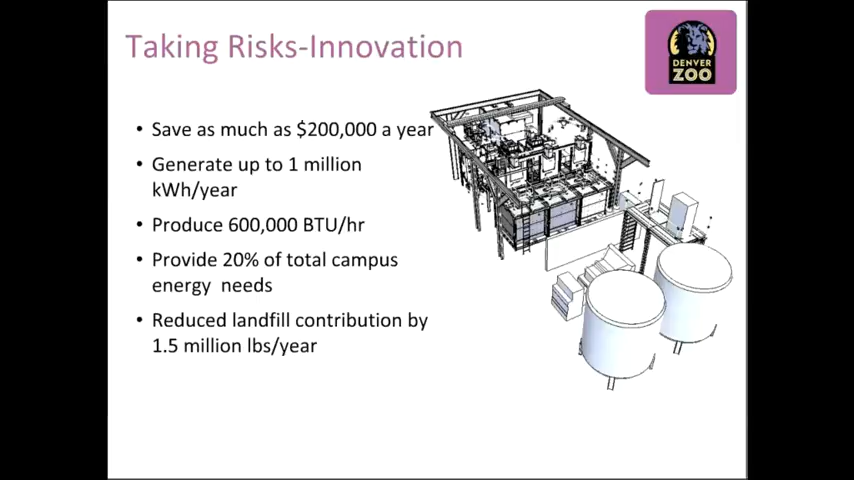 Taking Risks-Innovation
DENVER
ZOO
• Save as much as $200,000 a year
• Generate up to 1 million
kWh/year
• Produce 600,000 BTU/hr
• Provide 20% of total campus
energy needs
• Reduced landfill contribution by
1.5 million lbs/year